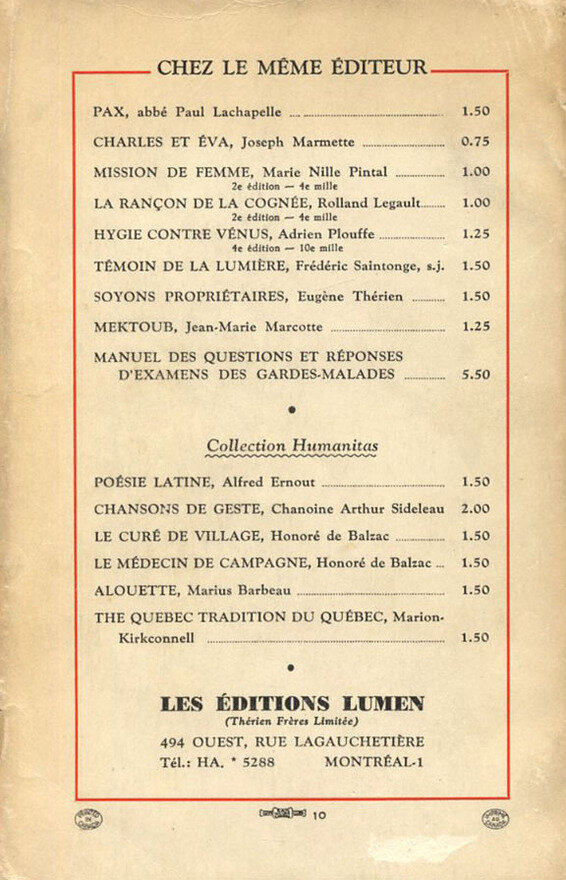 CHEZ LE MÊME ÉDITEUR
PAX, abbé Paul Lachapelle ........ 1.50
CHARLES ET ÉVA, Joseph Marmette ........ 0.75
MISSION DE FEMME, Marie Nille Pintal ........ 1.00
2e édition — 4e mille
LA RANÇON DE LA COGNÉE, Rolland Legault ........ 1.00
2e édition — 4e mille
HYGIE CONTRE VÉNUS, Adrien Plouffe ........ 1.25
4e édition — 10e mille
TÉMOIN DE LA LUMIÈRE, Frédéric Saintonge, s.j. 1.50
SOYONS PROPRIÉTAIRES, Eugène Thérien ........ 1.50
MEKTOUB, Jean-Marie Marcotte ........ 1.25
MANUEL DES QUESTIONS ET RÉPONSES
D'EXAMENS DES GARDES-MALADES ........ 5.50
Collection Humanitas
POÉSIE LATINE, Alfred Ernout ........ 1.50
CHANSONS DE GESTE, Chanoine Arthur Sideleau 2.00
LE CURÉ DE VILLAGE, Honoré de Balzac ........ 1.50
LE MÉDECIN DE CAMPAGNE, Honoré de Balzac ... 1.50
ALOUETTE, Marius Barbeau ........ 1.50
THE QUEBEC TRADITION DU QUÉBEC, Marion-
Kirkconnell ........ 1.50
LES ÉDITIONS LUMEN
(Thérien Frères Limitée)
494 OUEST, RUE LAGAUCHETIÈRE
Tél.: HA. * 5288 MONTRÉAL-1
PRINTED IN CANADA
10
IMPRIMÉ AU CANADA